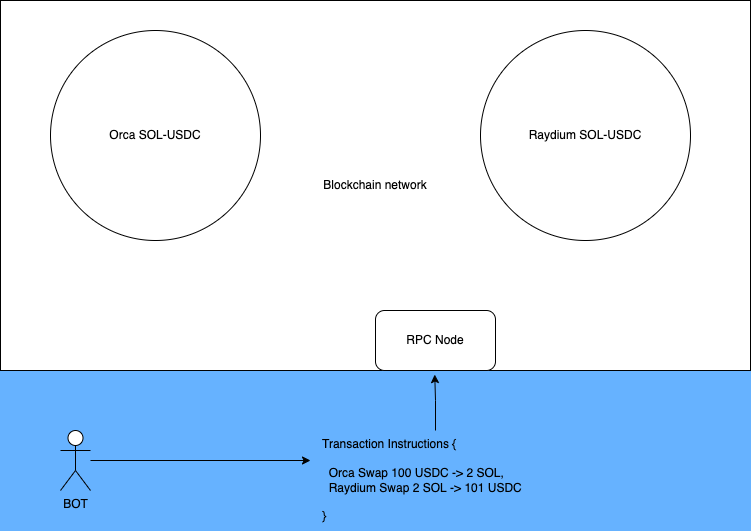 Orca SOL-USDC
Raydium SOL-USDC
Blockchain network
RPC Node
Transaction Instructions {
Orca Swap 100 USDC -> 2 SOL,
Raydium Swap 2 SOL -> 101 USDC
}
BOT